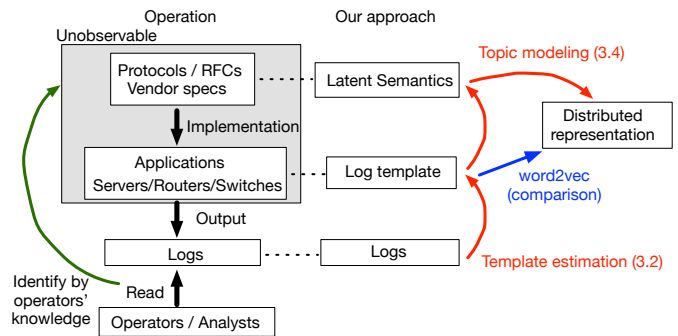 Operation
Our approach
Unobservable
Topic modeling (3.4)
Protocols / RFCs
Vendor specs
Latent Semantics
Distributed
representation
Implementation
Applications
Servers/Routers/Switches
Log template
word2vec
(comparison)
Output
Logs
Logs
Template estimation (3.2)
Identify by
operators'
knowledge
Read
Operators / Analysts